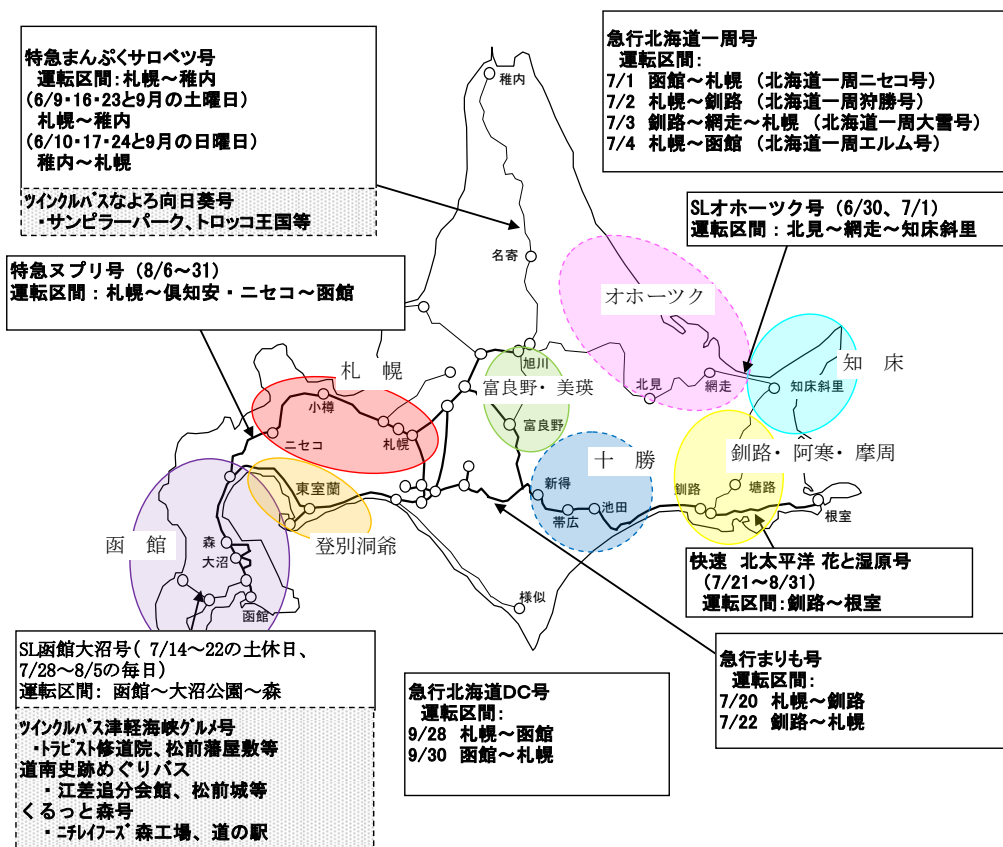 特急まんぷくサロベツ号
運転区間:札幌～稚内
(6/9・16・23と9月の土曜日)
札幌～稚内
(6/10・17・24と9月の日曜日)
稚内～札幌
ﾂｲﾝｸﾙﾊﾞｽなよろ向日葵号
・サンピラーパーク、トロッコ王国等
急行北海道一周号
運転区間:
7/1 函館～札幌 (北海道一周ニセコ号)
7/2 札幌～釧路 (北海道一周狩勝号)
7/3 釧路～網走～札幌 (北海道一周大雪号)
7/4 札幌～函館 (北海道一周エルム号)
稚内
SLオホーツク号 (6/30、7/1)
運転区間：北見～網走～知床斜里
名寄
特急ヌプリ号 (8/6～31)
運転区間：札幌～倶知安・ニセコ～函館
オホーツク
札 幌
旭川
富良野・美瑛
知 床
北見
網走
知床斜里
小樽
ニセコ
札幌
富良野
十 勝
釧路・阿寒・摩周
東室蘭
新得
帯広
池田
釧路
塘路
根室
登別洞爺
函 館
森
大沼
函館
様似
快速 北太平洋 花と湿原号
(7/21～8/31)
運転区間:釧路～根室
SL函館大沼号( 7/14～22の土休日、
7/28～8/5の毎日)
運転区間: 函館～大沼公園～森
ﾂｲﾝｸﾙﾊﾞｽ津軽海峡ｸﾞﾙﾒ号
・ﾄﾗﾋﾟｽﾄ修道院、松前藩屋敷等
道南史跡めぐりバス
・江差追分会館、松前城等
くるっと森号
・ﾆﾁﾚｲﾌｰｽﾞ森工場、道の駅
急行北海道DC号
運転区間:
9/28 札幌～函館
9/30 函館～札幌
急行まりも号
運転区間:
7/20 札幌～釧路
7/22 釧路～札幌